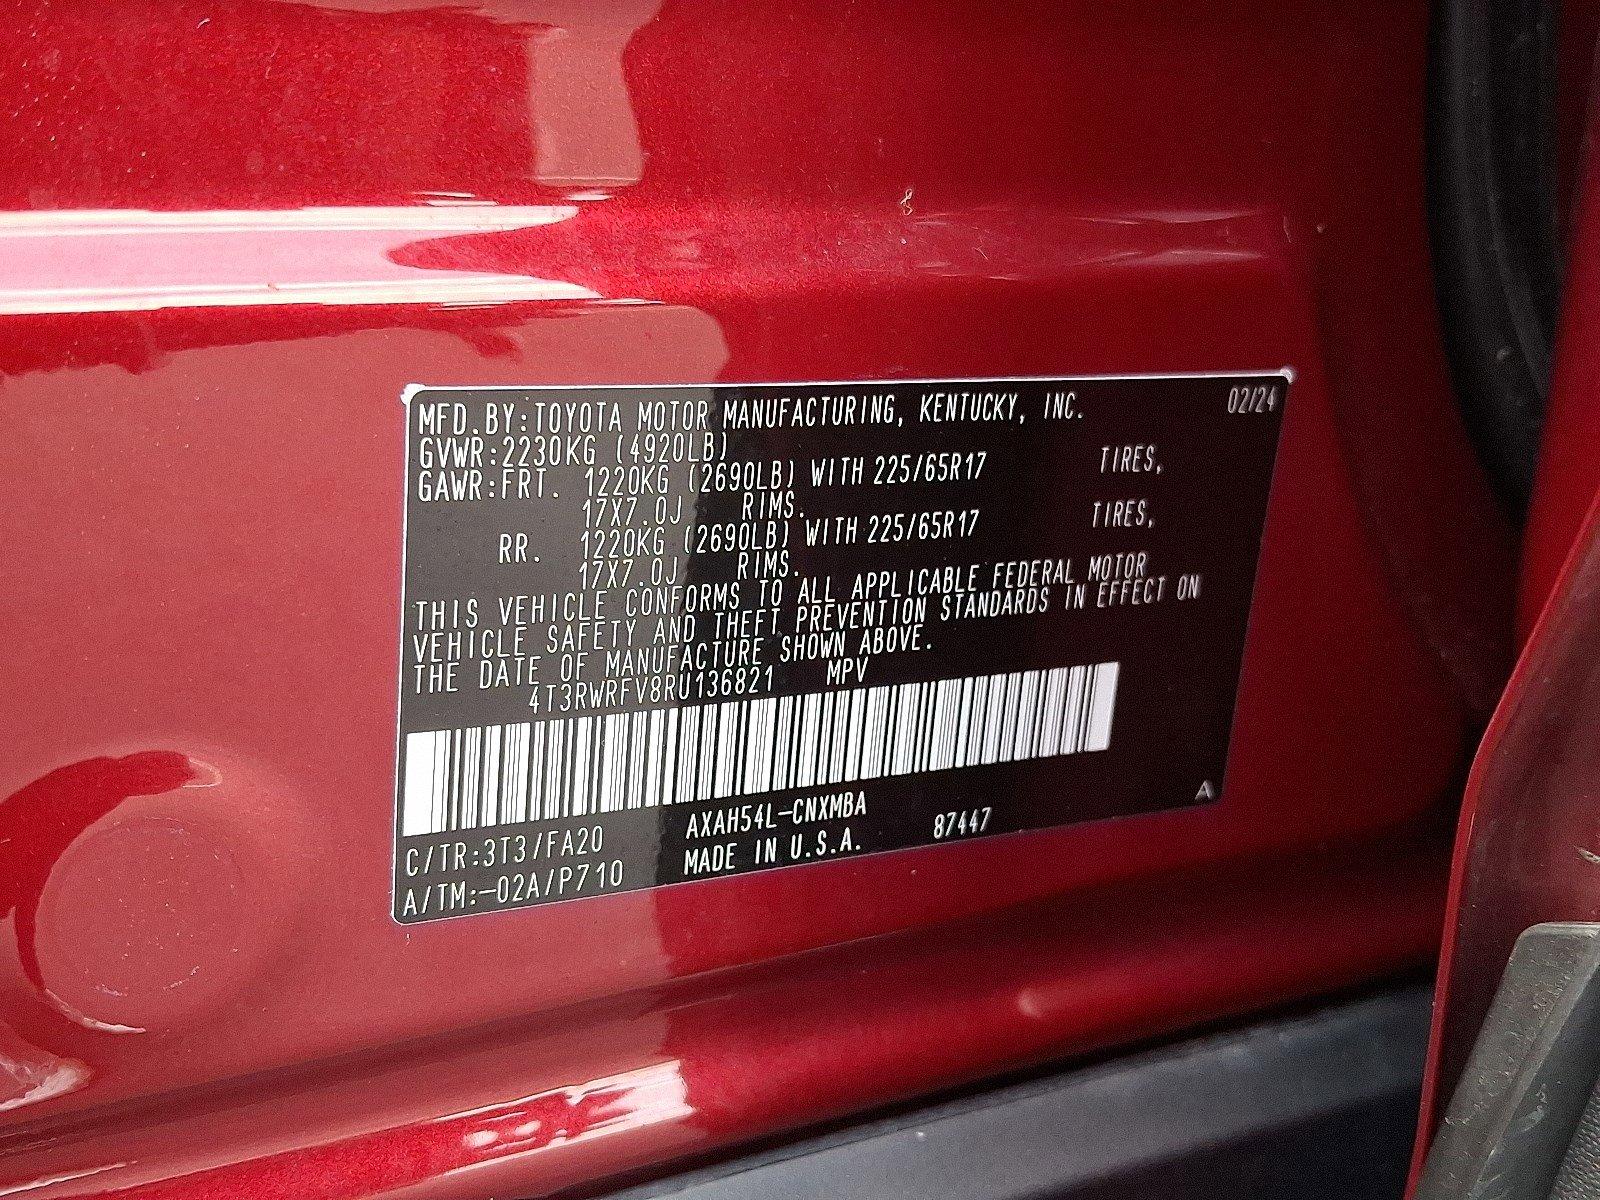 MFD.BY:TOYOTA MOTOR MANUFACTURING, KENTUCKY, INC. 02/24
GVWR:2230KG (4920LB)
GAWR:FRT. 1220KG (2690LB) WITH 225/65R17 TIRES,
17X7.0J RIMS.
RR. 1220KG (2690LB) WITH 225/65R17 TIRES,
17X7.0J RIMS.
THIS VEHICLE CONFORMS TO ALL APPLICABLE FEDERAL MOTOR
VEHICLE SAFETY AND THEFT PREVENTION STANDARDS IN EFFECT ON
THE DATE OF MANUFACTURE SHOWN ABOVE.
4T3RWRFV8RU136821 MPV
C/TR:3T3/FA20 AXAH54L-CNXMBA 87447 A
A/TM:-02A/P710 MADE IN U.S.A.